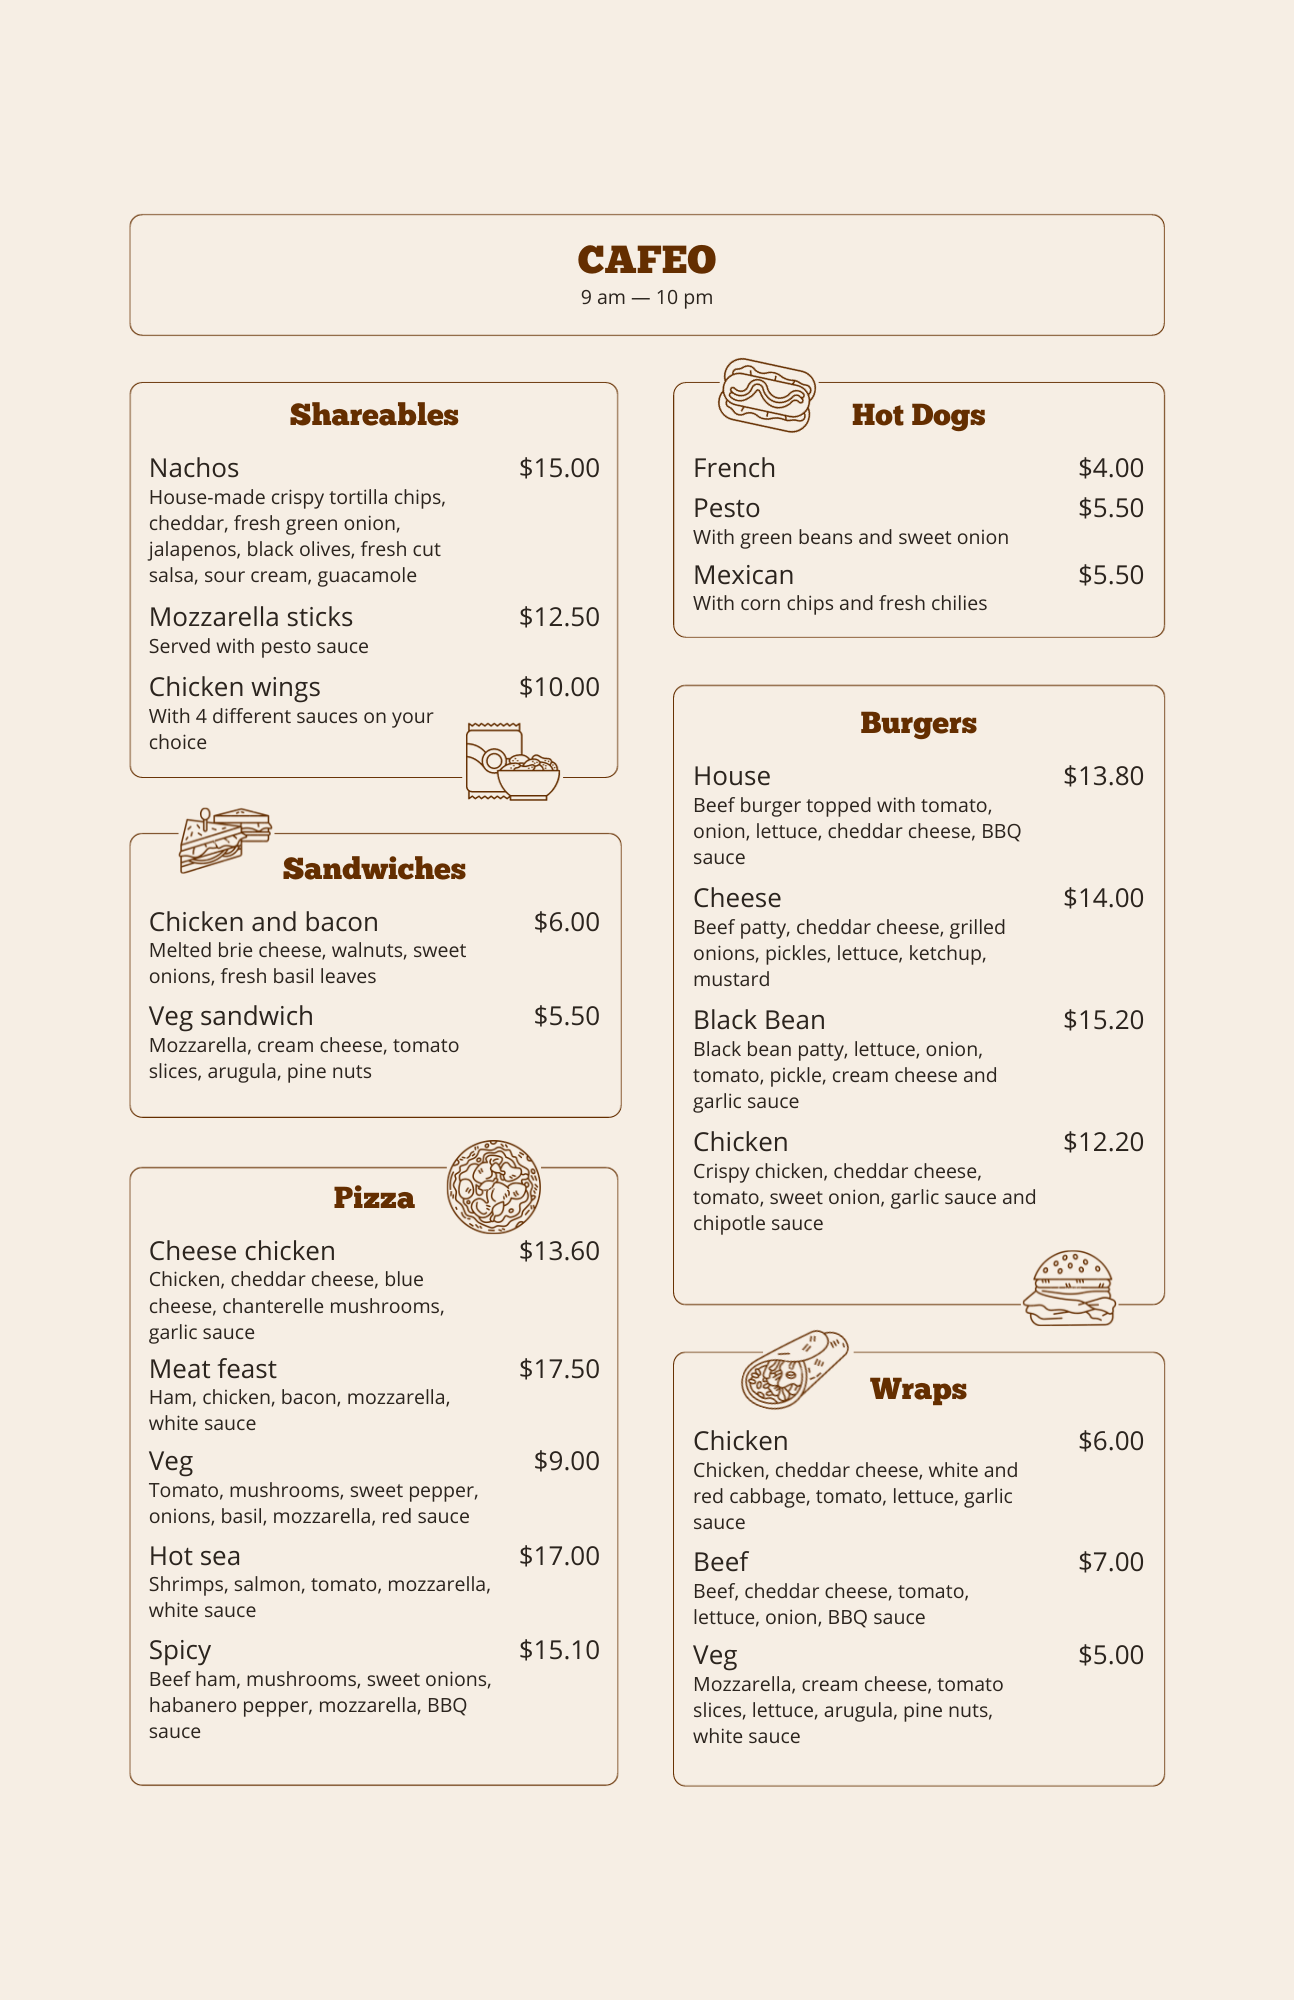 CAFEO
9 am — 10 pm
Shareables
Nachos $15.00
House-made crispy tortilla chips,
cheddar, fresh green onion,
jalapenos, black olives, fresh cut
salsa, sour cream, guacamole
Mozzarella sticks $12.50
Served with pesto sauce
Chicken wings $10.00
With 4 different sauces on your
choice
Sandwiches
Chicken and bacon $6.00
Melted brie cheese, walnuts, sweet
onions, fresh basil leaves
Veg sandwich $5.50
Mozzarella, cream cheese, tomato
slices, arugula, pine nuts
Pizza
Cheese chicken $13.60
Chicken, cheddar cheese, blue
cheese, chanterelle mushrooms,
garlic sauce
Meat feast $17.50
Ham, chicken, bacon, mozzarella,
white sauce
Veg $9.00
Tomato, mushrooms, sweet pepper,
onions, basil, mozzarella, red sauce
Hot sea $17.00
Shrimps, salmon, tomato, mozzarella,
white sauce
Spicy $15.10
Beef ham, mushrooms, sweet onions,
habanero pepper, mozzarella, BBQ
sauce
Hot Dogs
French $4.00
Pesto $5.50
With green beans and sweet onion
Mexican $5.50
With corn chips and fresh chilies
Burgers
House $13.80
Beef burger topped with tomato,
onion, lettuce, cheddar cheese, BBQ
sauce
Cheese $14.00
Beef patty, cheddar cheese, grilled
onions, pickles, lettuce, ketchup,
mustard
Black Bean $15.20
Black bean patty, lettuce, onion,
tomato, pickle, cream cheese and
garlic sauce
Chicken $12.20
Crispy chicken, cheddar cheese,
tomato, sweet onion, garlic sauce and
chipotle sauce
Wraps
Chicken $6.00
Chicken, cheddar cheese, white and
red cabbage, tomato, lettuce, garlic
sauce
Beef $7.00
Beef, cheddar cheese, tomato,
lettuce, onion, BBQ sauce
Veg $5.00
Mozzarella, cream cheese, tomato
slices, lettuce, arugula, pine nuts,
white sauce